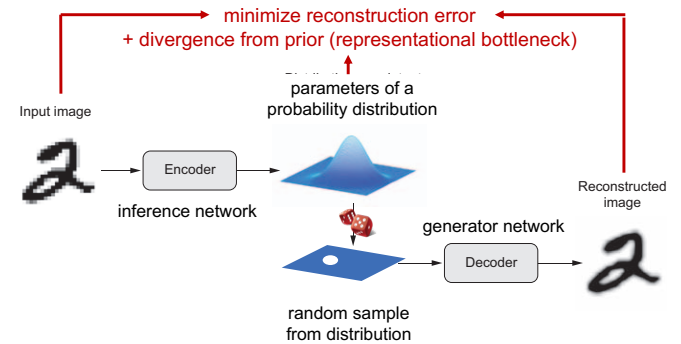 minimize reconstruction error
+ divergence from prior (representational bottleneck)
parameters of a
probability distribution
Input image
Encoder
inference network
Reconstructed
image
generator network
Decoder
random sample
from distribution